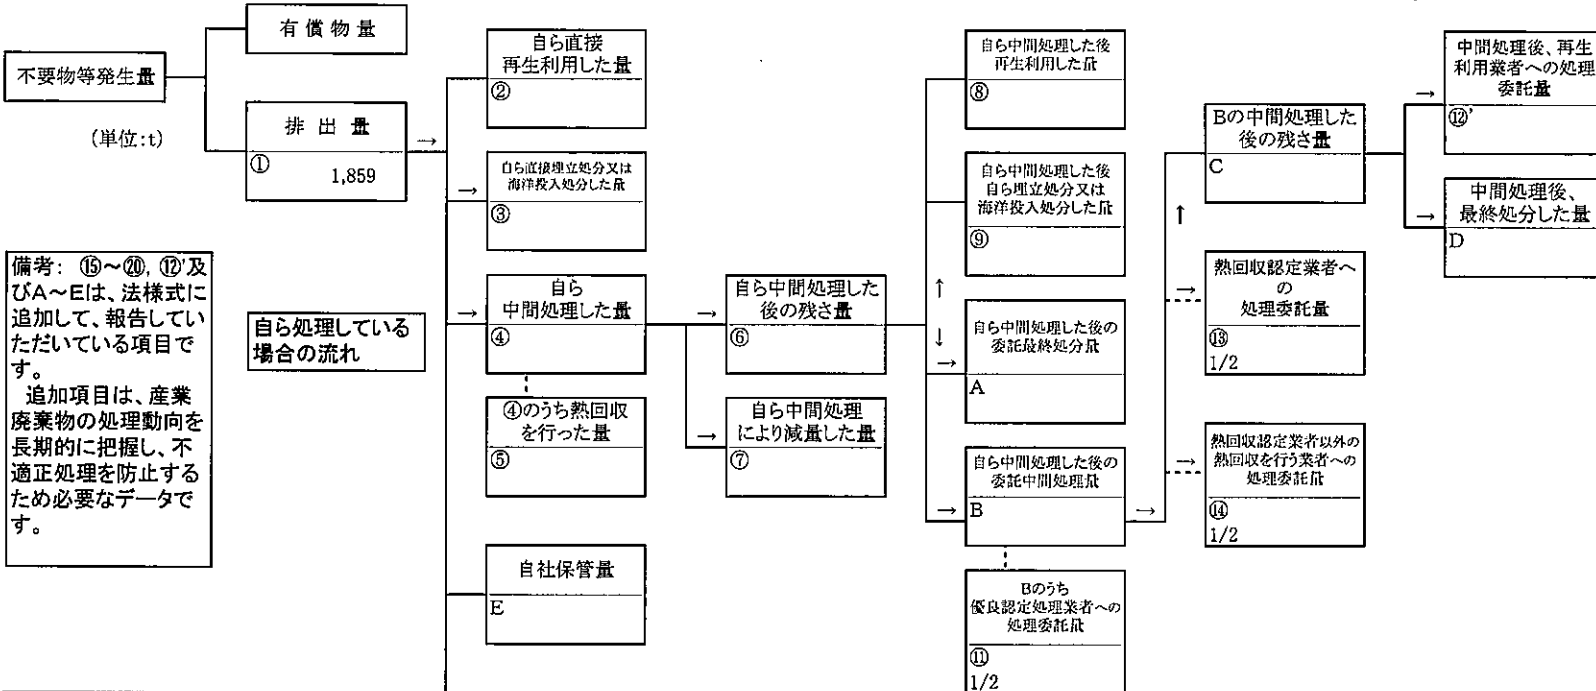 不要物等発生量
有償物量
排出量
①
1,859
→
(単位:t)
備考: ⑮～⑳, ⑫'及
びA～Eは、法様式に
追加して、報告してい
ただいている項目で
す。
追加項目は、産業
廃棄物の処理動向を
長期的に把握し、不
適正処理を防止する
ため必要なデータで
す。
自ら処理している
場合の流れ
自ら直接
再生利用した量
②
→
自ら直接埋立処分又は
海洋投入処分した量
③
→
自ら
中間処理した量
④
④のうち熱回収
を行った量
⑤
自社保管量
E
→
自ら中間処理した
後の残さ量
⑥
→
自ら中間処理
により減量した量
⑦
自ら中間処理した後
再生利用した量
⑧
自ら中間処理した後
自ら埋立処分又は
海洋投入処分した量
⑨
↑
↓
→
自ら中間処理した後の
委託最終処分量
A
→
自ら中間処理した後の
委託中間処理量
B
→
Bのうち
優良認定処理業者への
処理委託量
⑪
1/2
Bの中間処理した
後の残さ量
C
↑
→
熱回収認定業者へ
の
処理委託量
⑬
1/2
→
熱回収認定業者以外の
熱回収を行う業者への
処理委託量
⑭
1/2
→
中間処理後、再生
利用業者への処理
委託量
⑫'
→
中間処理後、
最終処分した量
D